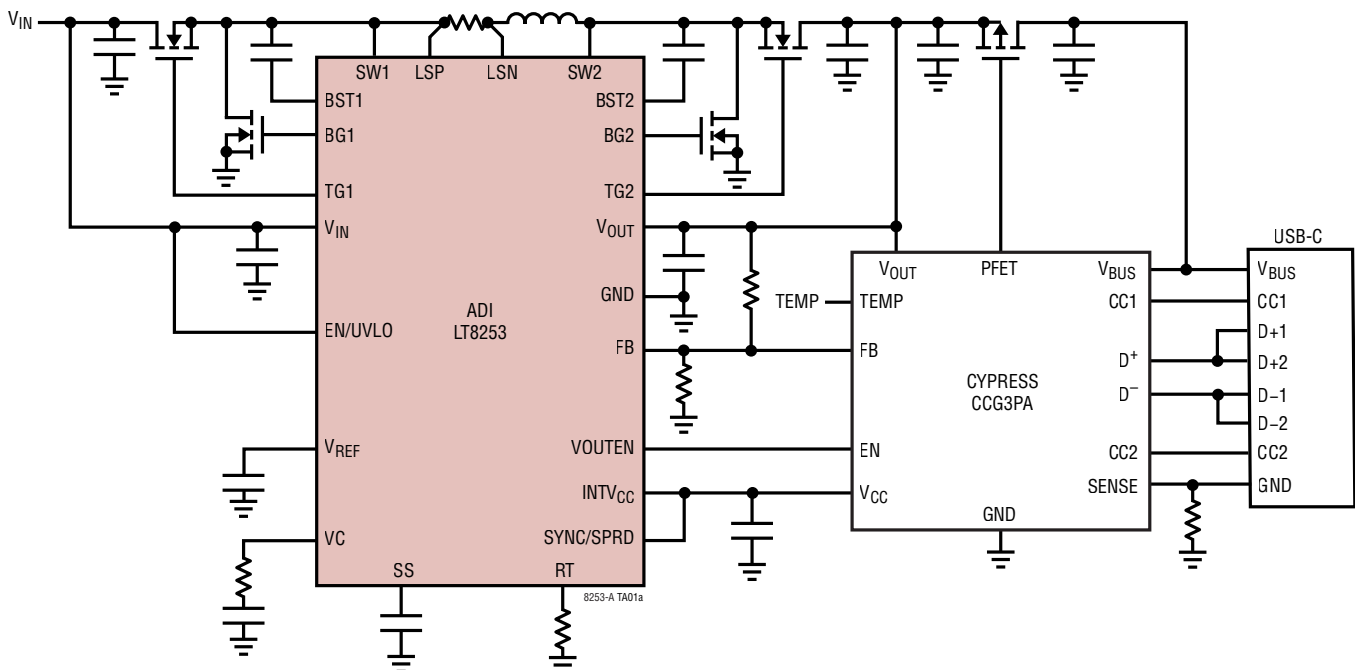 VIN
SW1 LSP LSN SW2
BST1 BST2
BG1 BG2
TG1 TG2
VIN VOUT
GND
EN/UVLO
FB
ADI
LT8253
VREF VOUTEN
INTVCC
VC SYNC/SPRD
SS RT
8253-A TA01a
VOUT PFET VBUS
TEMP TEMP CC1
FB D+
D−
CYPRESS
CCG3PA
EN CC2
VCC SENSE
GND
USB-C
VBUS
CC1
D+1
D+2
D−1
D−2
CC2
GND